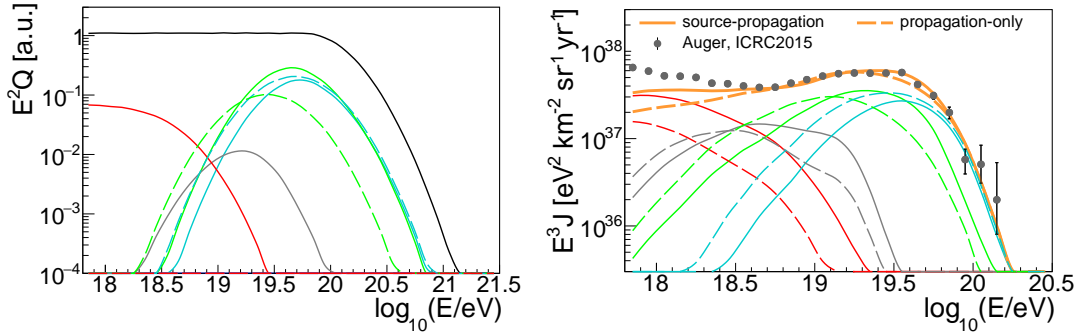 E²Q [a.u.]
1
10⁻¹
10⁻²
10⁻³
10⁻⁴
18 18.5 19 19.5 20 20.5 21 21.5
log₁₀(E/eV)
source-propagation propagation-only
Auger, ICRC2015
E³J [eV² km⁻² sr⁻¹ yr⁻¹]
10³⁸
10³⁷
10³⁶
18 18.5 19 19.5 20 20.5
log₁₀(E/eV)